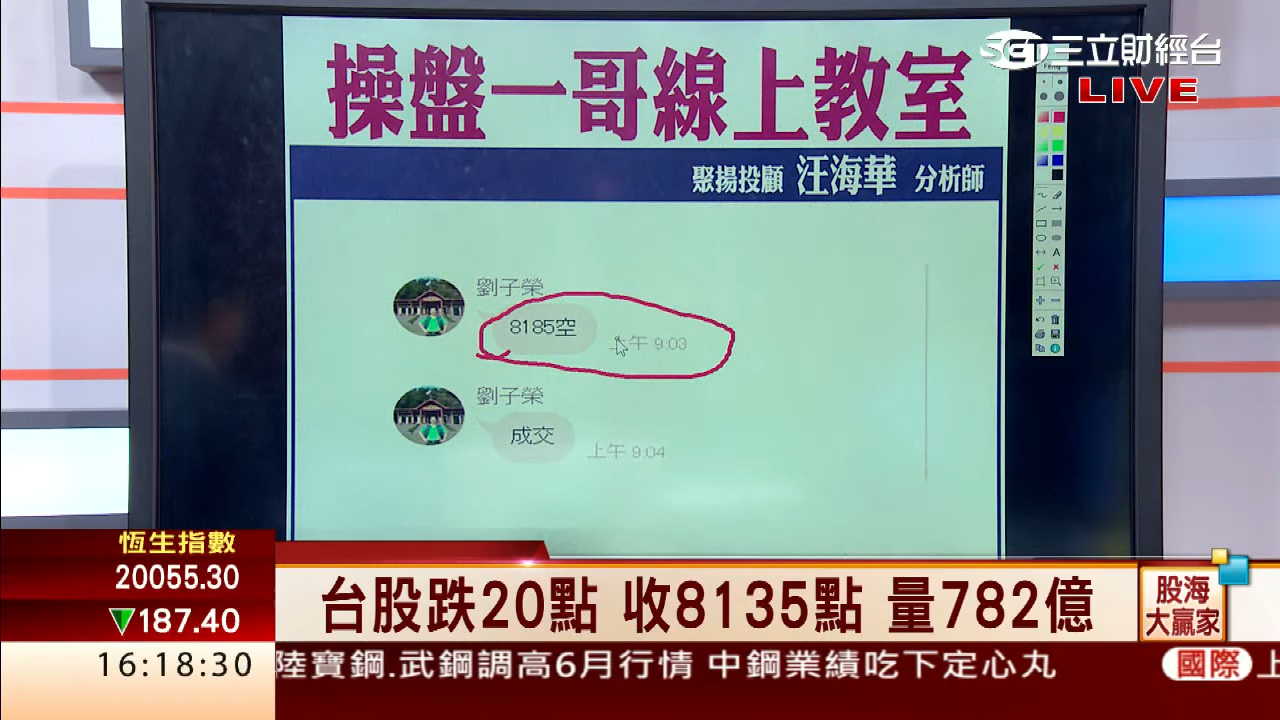 操盤一哥線上教室
SET三立財經台
LIVE
聚揚投顧 汪海華 分析師
劉子榮
8185空
上午 9:03
劉子榮
成交
上午 9:04
恆生指數
20055.30
▼187.40
16:18:30
台股跌20點 收8135點 量782億
股海
大贏家
陸寶鋼.武鋼調高6月行情 中鋼業績吃下定心丸
國際
上